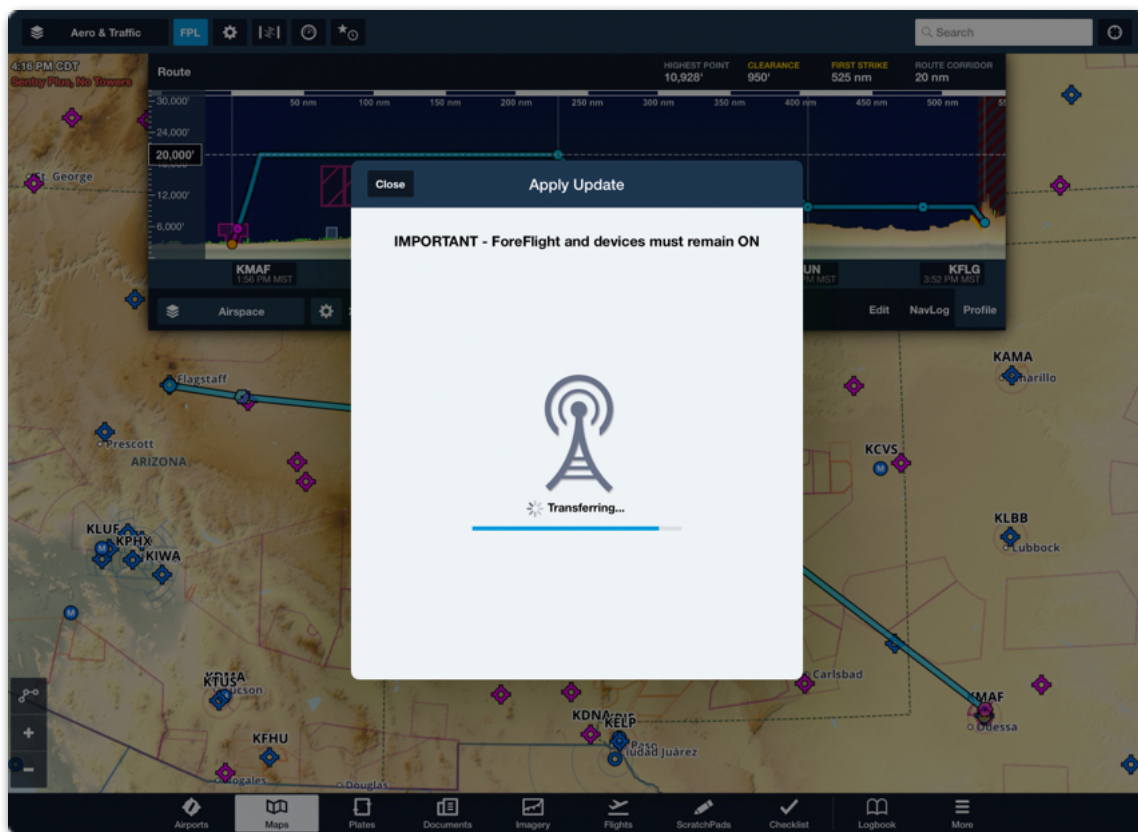 Aero & Traffic
FPL
Search
4:16 PM CDT
Sentry Plus, No Towers
Route
HIGHEST POINT
10,928'
CLEARANCE
950'
FIRST STRIKE
525 nm
ROUTE CORRIDOR
20 nm
30,000'
50 nm
100 nm
150 nm
200 nm
250 nm
300 nm
350 nm
400 nm
450 nm
500 nm
24,000'
20,000'
12,000'
6,000'
KMAF
1:56 PM MST
KFLG
3:52 PM MST
Airspace
Edit
NavLog
Profile
Close
Apply Update
IMPORTANT - ForeFlight and devices must remain ON
Transferring...
St. George
Flagstaff
Prescott
ARIZONA
KLUF
KPHX
KIWA
KTUS
KFHU
Nogales
Douglas
KDNA
KELP
Paso
Ciudad Juárez
Carlsbad
KMAF
Odessa
KAMA
Amarillo
KCVS
KLBB
Lubbock
M
M
M
Airports
Maps
Plates
Documents
Imagery
Flights
ScratchPads
Checklist
Logbook
More